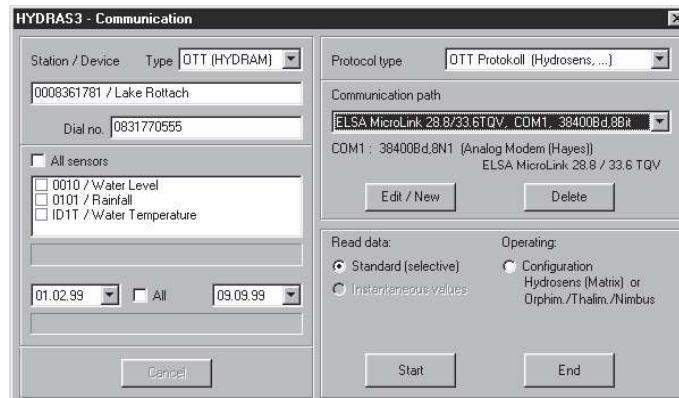 HYDRAS3 - Communication
Station / Device Type OTT (HYDRAM)
0008361781 / Lake Rottach
Dial no. 0831770555
All sensors
0010 / Water Level
0101 / Rainfall
ID1T / Water Temperature
01.02.99 All 09.09.99
Cancel
Protocol type OTT Protokoll (Hydrosens, ...)
Communication path
ELSA MicroLink 28.8/33.6TQV, COM1, 38400Bd,8Bit
COM1 : 38400Bd,8N1 (Analog Modem (Hayes))
ELSA MicroLink 28.8 / 33.6 TQV
Edit / New Delete
Read data: Operating:
Standard (selective) Configuration
Instantaneous values Hydrosens (Matrix) or
Orphim./Thalim./Nimbus
Start End